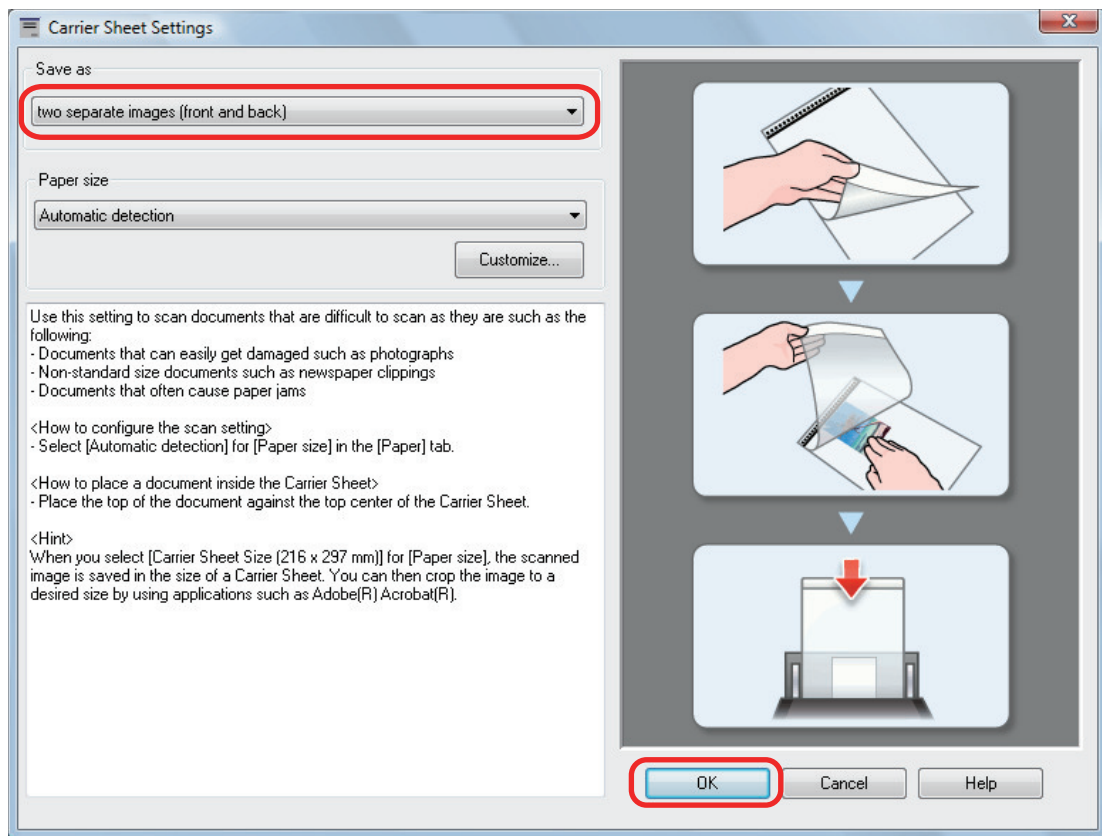 Carrier Sheet Settings
Save as
two separate images (front and back)
Paper size
Automatic detection
Customize...
Use this setting to scan documents that are difficult to scan as they are such as the
following:
- Documents that can easily get damaged such as photographs
- Non-standard size documents such as newspaper clippings
- Documents that often cause paper jams
<How to configure the scan setting>
- Select [Automatic detection] for [Paper size] in the [Paper] tab.
<How to place a document inside the Carrier Sheet>
- Place the top of the document against the top center of the Carrier Sheet.
<Hint>
When you select [Carrier Sheet Size (216 x 297 mm)] for [Paper size], the scanned
image is saved in the size of a Carrier Sheet. You can then crop the image to a
desired size by using applications such as Adobe(R) Acrobat(R).
OK Cancel Help